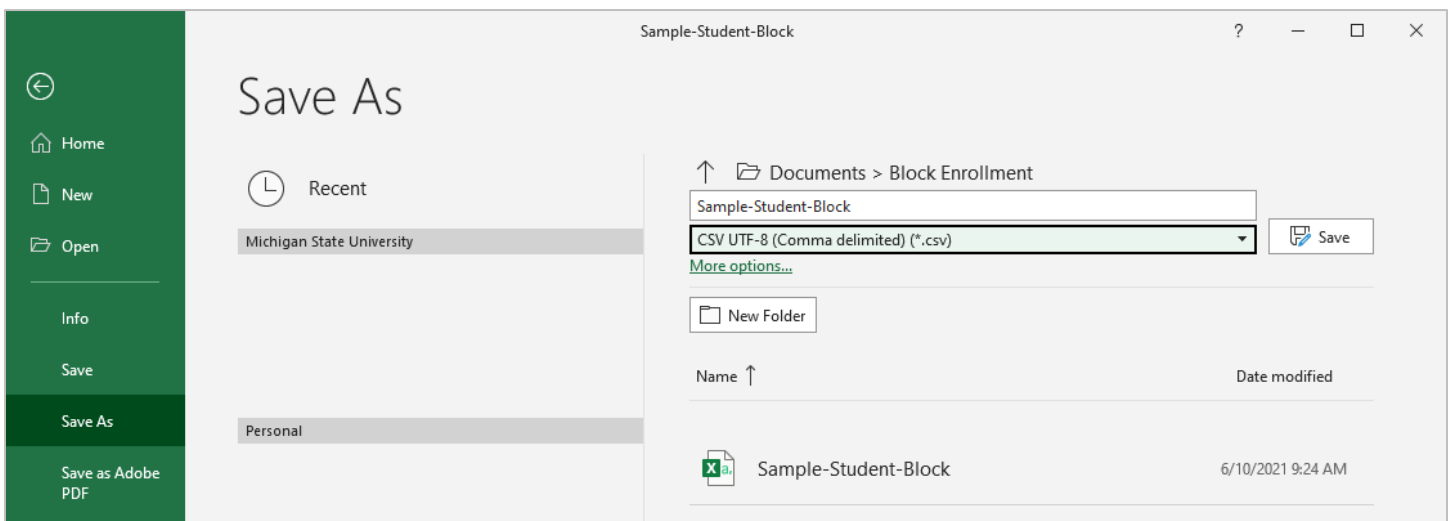 Sample-Student-Block
?
Save As
Home
New
Open
Info
Save
Save As
Save as Adobe
PDF
Recent
Michigan State University
Personal
Documents > Block Enrollment
Sample-Student-Block
CSV UTF-8 (Comma delimited) (*.csv)
Save
More options...
New Folder
Name ↑ Date modified
Xa,
Sample-Student-Block 6/10/2021 9:24 AM